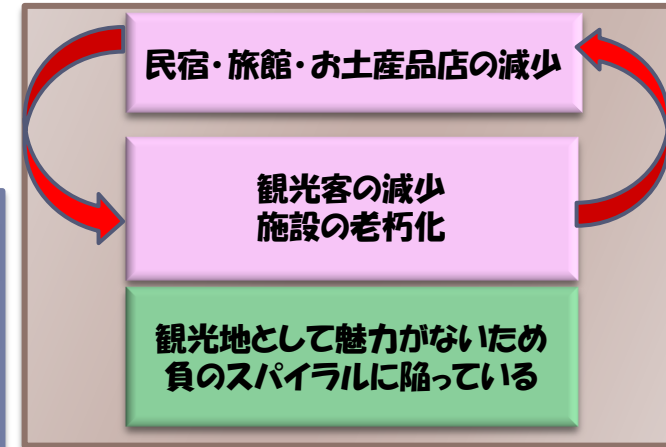 民宿・旅館・お土産品店の減少
観光客の減少
施設の老朽化
観光地として魅力がないため
負のスパイラルに陥っている